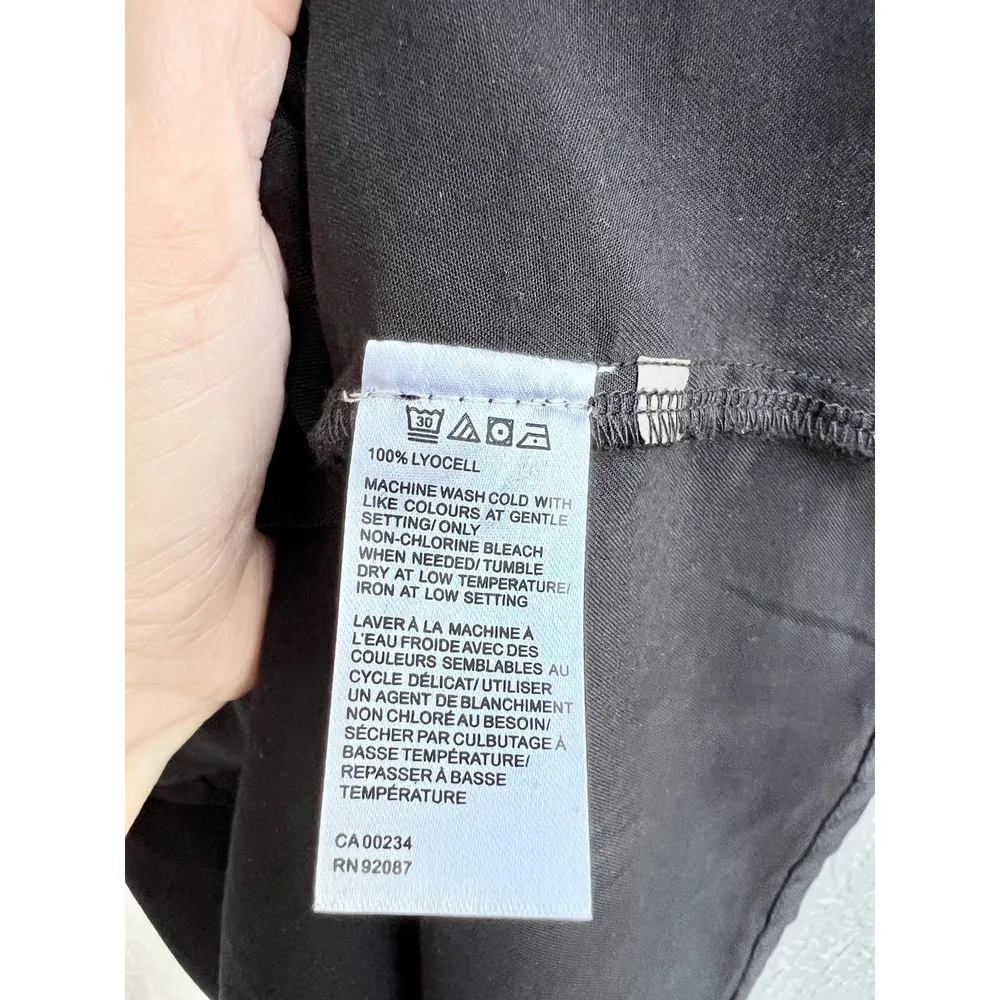 30
100% LYOCELL
MACHINE WASH COLD WITH
LIKE COLOURS AT GENTLE
SETTING/ ONLY
NON-CHLORINE BLEACH
WHEN NEEDED/ TUMBLE
DRY AT LOW TEMPERATURE/
IRON AT LOW SETTING
LAVER À LA MACHINE À
L'EAU FROIDE AVEC DES
COULEURS SEMBLABLES AU
CYCLE DÉLICAT/ UTILISER
UN AGENT DE BLANCHIMENT
NON CHLORÉ AU BESOIN/
SÉCHER PAR CULBUTAGE À
BASSE TEMPÉRATURE/
REPASSER À BASSE
TEMPÉRATURE
CA 00234
RN 92087